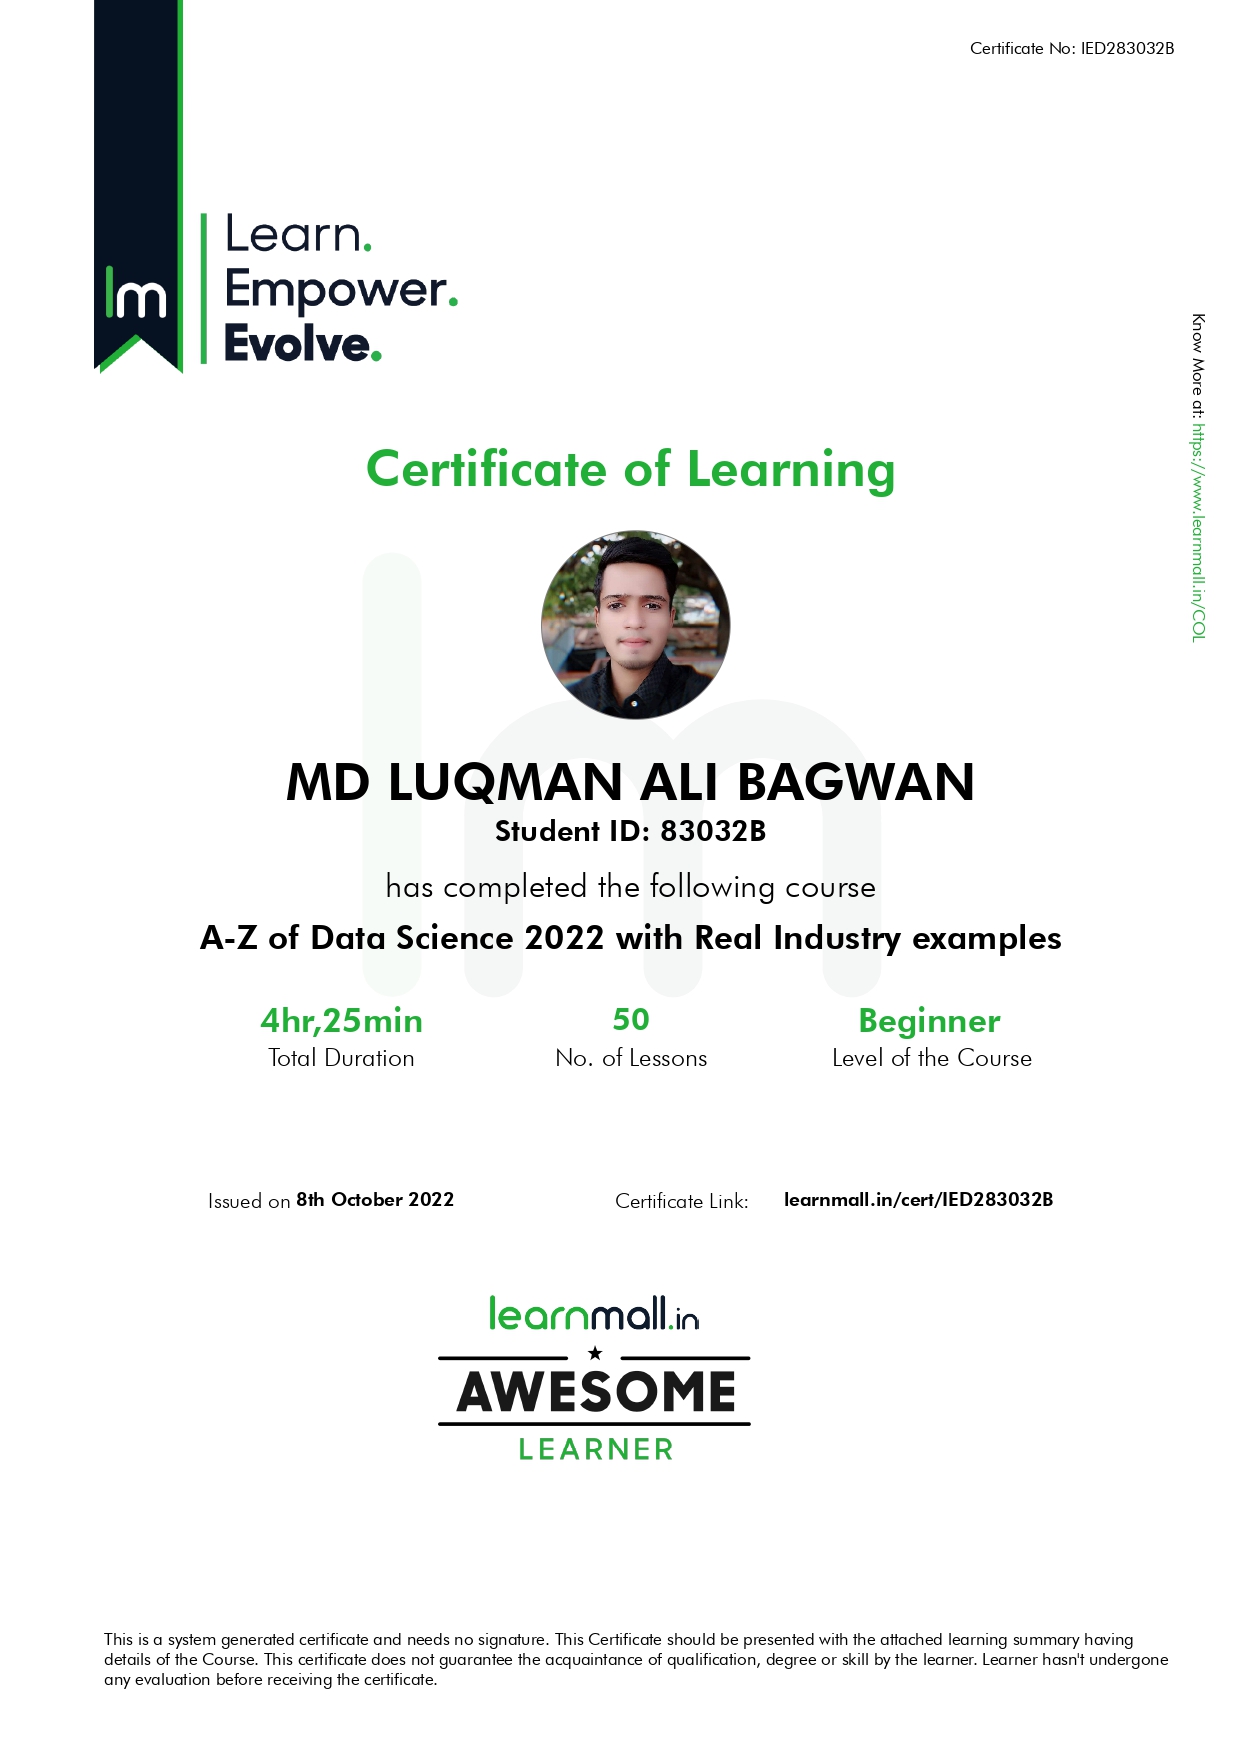 Certificate No: IED283032B
lm
Learn.
Empower.
Evolve.
Know More at: https://www.learnmall.in/COL
Certificate of Learning
lm
MD LUQMAN ALI BAGWAN
Student ID: 83032B
has completed the following course
A-Z of Data Science 2022 with Real Industry examples
4hr,25min
Total Duration
50
No. of Lessons
Beginner
Level of the Course
Issued on 8th October 2022
Certificate Link: learnmall.in/cert/IED283032B
learnmall.in
AWESOME
LEARNER
This is a system generated certificate and needs no signature. This Certificate should be presented with the attached learning summary having
details of the Course. This certificate does not guarantee the acquaintance of qualification, degree or skill by the learner. Learner hasn't undergone
any evaluation before receiving the certificate.